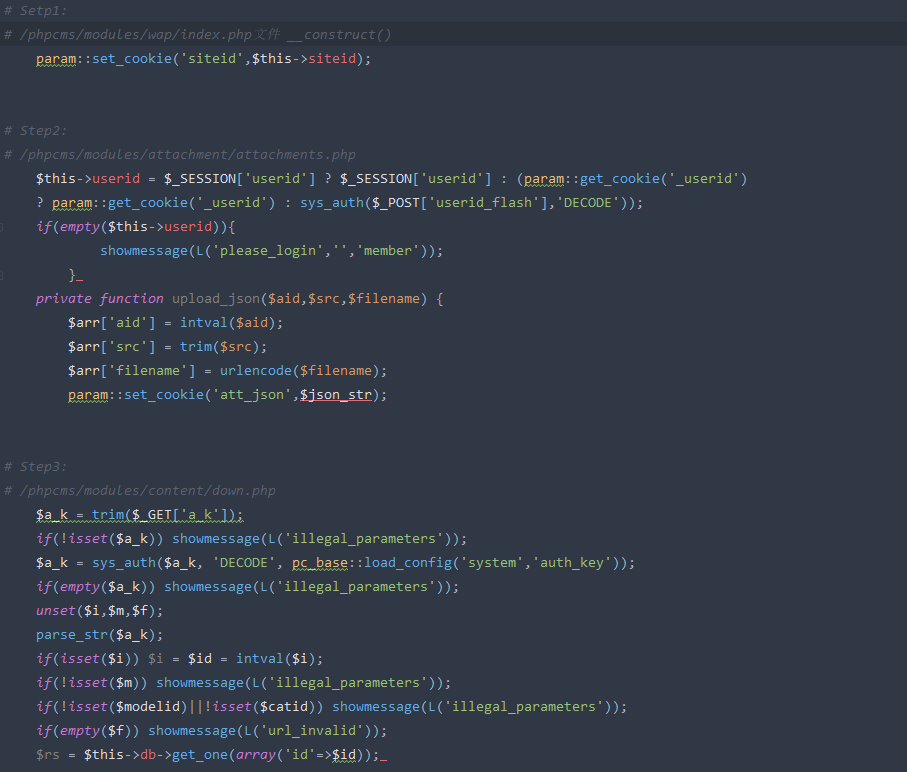 # Setp1:
# /phpcms/modules/wap/index.php文件 __construct()
param::set_cookie('siteid',$this->siteid);
# Step2:
# /phpcms/modules/attachment/attachments.php
$this->userid = $_SESSION['userid'] ? $_SESSION['userid'] : (param::get_cookie('_userid')
? param::get_cookie('_userid') : sys_auth($_POST['userid_flash'],'DECODE'));
if(empty($this->userid)){
showmessage(L('please_login','','member'));
}
private function upload_json($aid,$src,$filename) {
$arr['aid'] = intval($aid);
$arr['src'] = trim($src);
$arr['filename'] = urlencode($filename);
param::set_cookie('att_json',$json_str);
# Step3:
# /phpcms/modules/content/down.php
$a_k = trim($_GET['a_k']);
if(!isset($a_k)) showmessage(L('illegal_parameters'));
$a_k = sys_auth($a_k, 'DECODE', pc_base::load_config('system','auth_key'));
if(empty($a_k)) showmessage(L('illegal_parameters'));
unset($i,$m,$f);
parse_str($a_k);
if(isset($i)) $i = $id = intval($i);
if(!isset($m)) showmessage(L('illegal_parameters'));
if(!isset($modelid)||!isset($catid)) showmessage(L('illegal_parameters'));
if(empty($f)) showmessage(L('url_invalid'));
$rs = $this->db->get_one(array('id'=>$id));